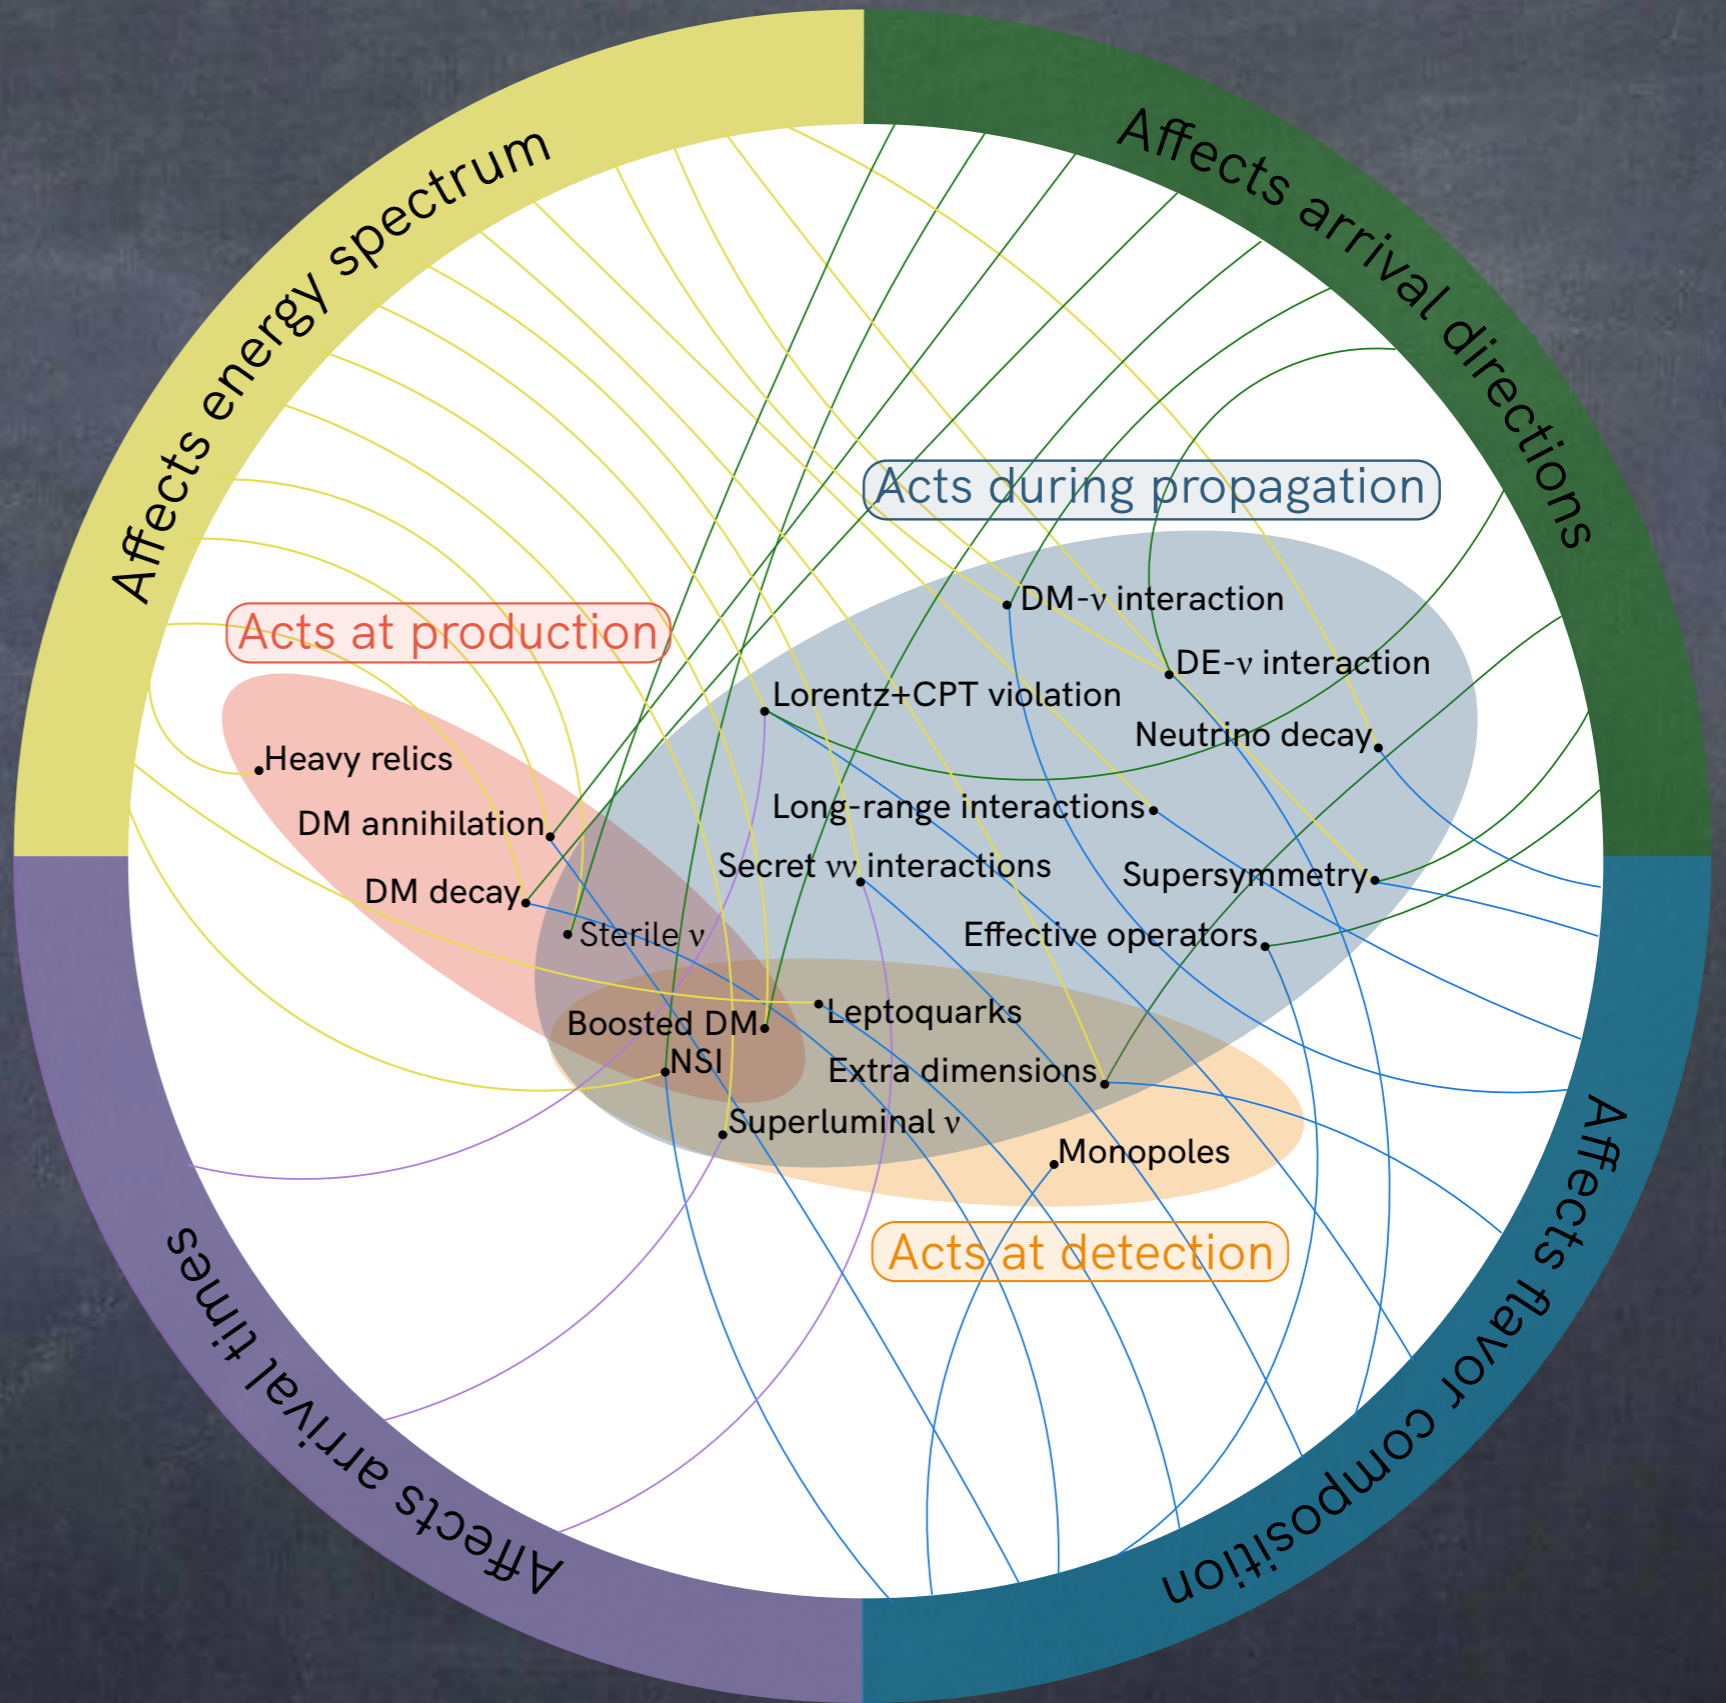 Affects energy spectrum
Affects arrival directions
Acts during propagation
DM-ν interaction
Acts at production
DE-ν interaction
Lorentz+CPT violation
Neutrino decay
Heavy relics
Long-range interactions
DM annihilation
Secret νν interactions
Supersymmetry
DM decay
Sterile ν
Effective operators
Leptoquarks
Boosted DM
NSI
Extra dimensions
Superluminal ν
Monopoles
Acts at detection
Affects arrival times
Affects flavor composition